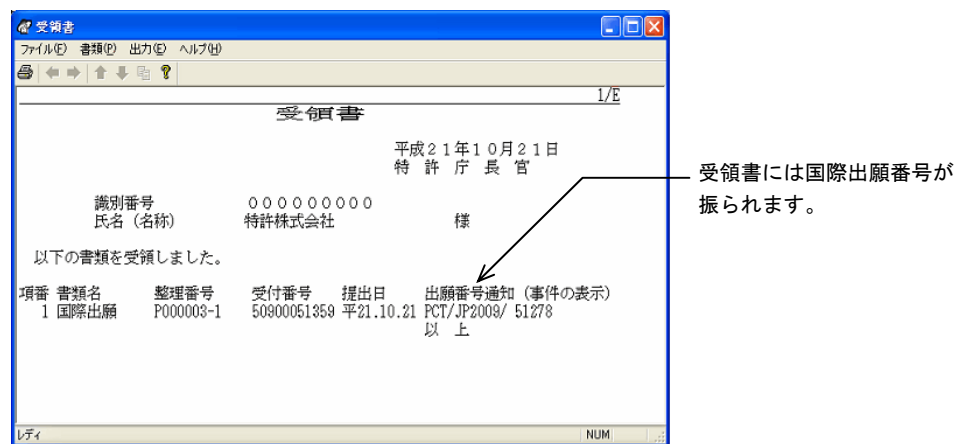 受領書
ファイル(F) 書類(P) 出力(E) ヘルプ(H)
1/E
受領書
平成21年10月21日
特 許 庁 長 官
識別番号 000000000
氏名（名称） 特許株式会社 様
以下の書類を受領しました。
項番 書類名 整理番号 受付番号 提出日 出願番号通知（事件の表示）
1 国際出願 P000003-1 50900051359 平21.10.21 PCT/JP2009/ 51278
以 上
レディ NUM
受領書には国際出願番号が
振られます。